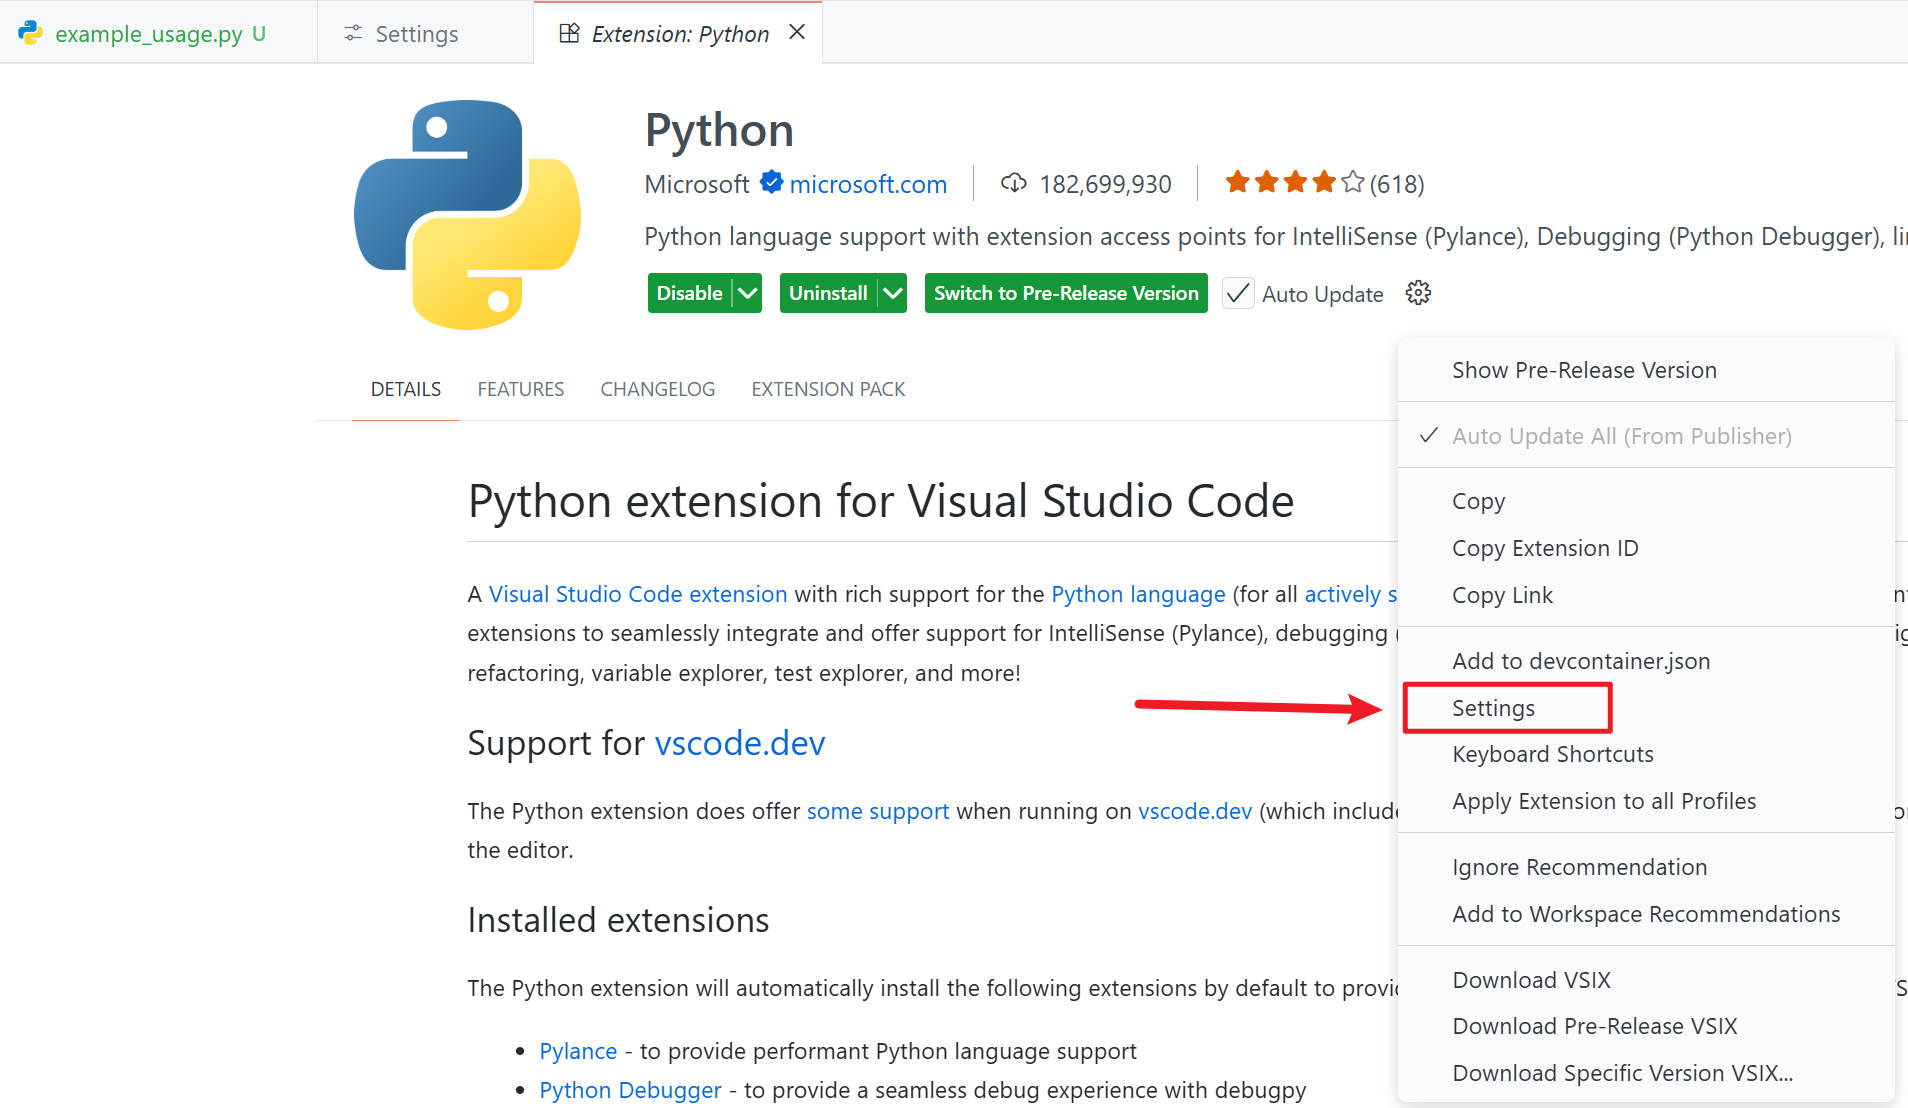 example_usage.py U
Settings
Extension: Python
Python
Microsoft microsoft.com 182,699,930 (618)
Python language support with extension access points for IntelliSense (Pylance), Debugging (Python Debugger),
Disable Uninstall Switch to Pre-Release Version Auto Update
DETAILS FEATURES CHANGELOG EXTENSION PACK
Python extension for Visual Studio Code
A Visual Studio Code extension with rich support for the Python language (for all actively
extensions to seamlessly integrate and offer support for IntelliSense (Pylance), debugging
refactoring, variable explorer, test explorer, and more!
Support for vscode.dev
The Python extension does offer some support when running on vscode.dev (which include
the editor.
Installed extensions
The Python extension will automatically install the following extensions by default to
• Pylance - to provide performant Python language support
• Python Debugger - to provide a seamless debug experience with debugpy
Show Pre-Release Version
Auto Update All (From Publisher)
Copy
Copy Extension ID
Copy Link
Add to devcontainer.json
Settings
Keyboard Shortcuts
Apply Extension to all Profiles
Ignore Recommendation
Add to Workspace Recommendations
Download VSIX
Download Pre-Release VSIX
Download Specific Version VSIX...